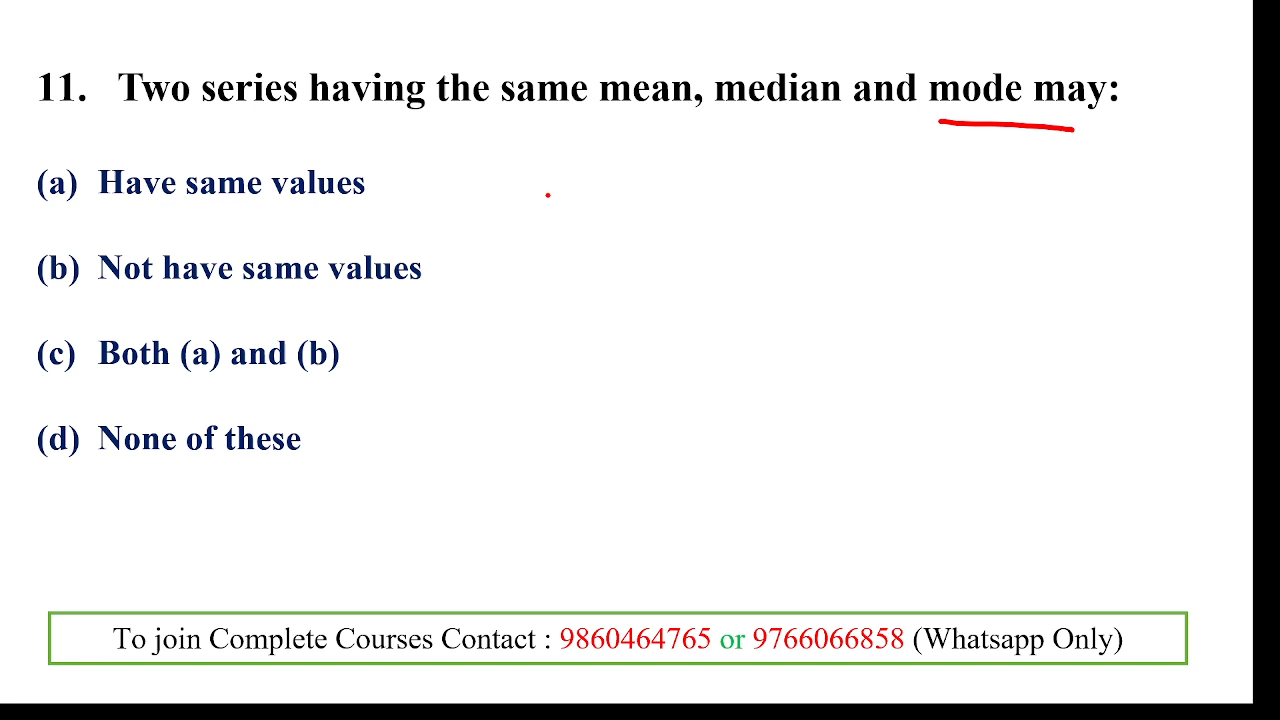 11. Two series having the same mean, median and mode may:
(a) Have same values
(b) Not have same values
(c) Both (a) and (b)
(d) None of these
To join Complete Courses Contact : 9860464765 or 9766066858 (Whatsapp Only)